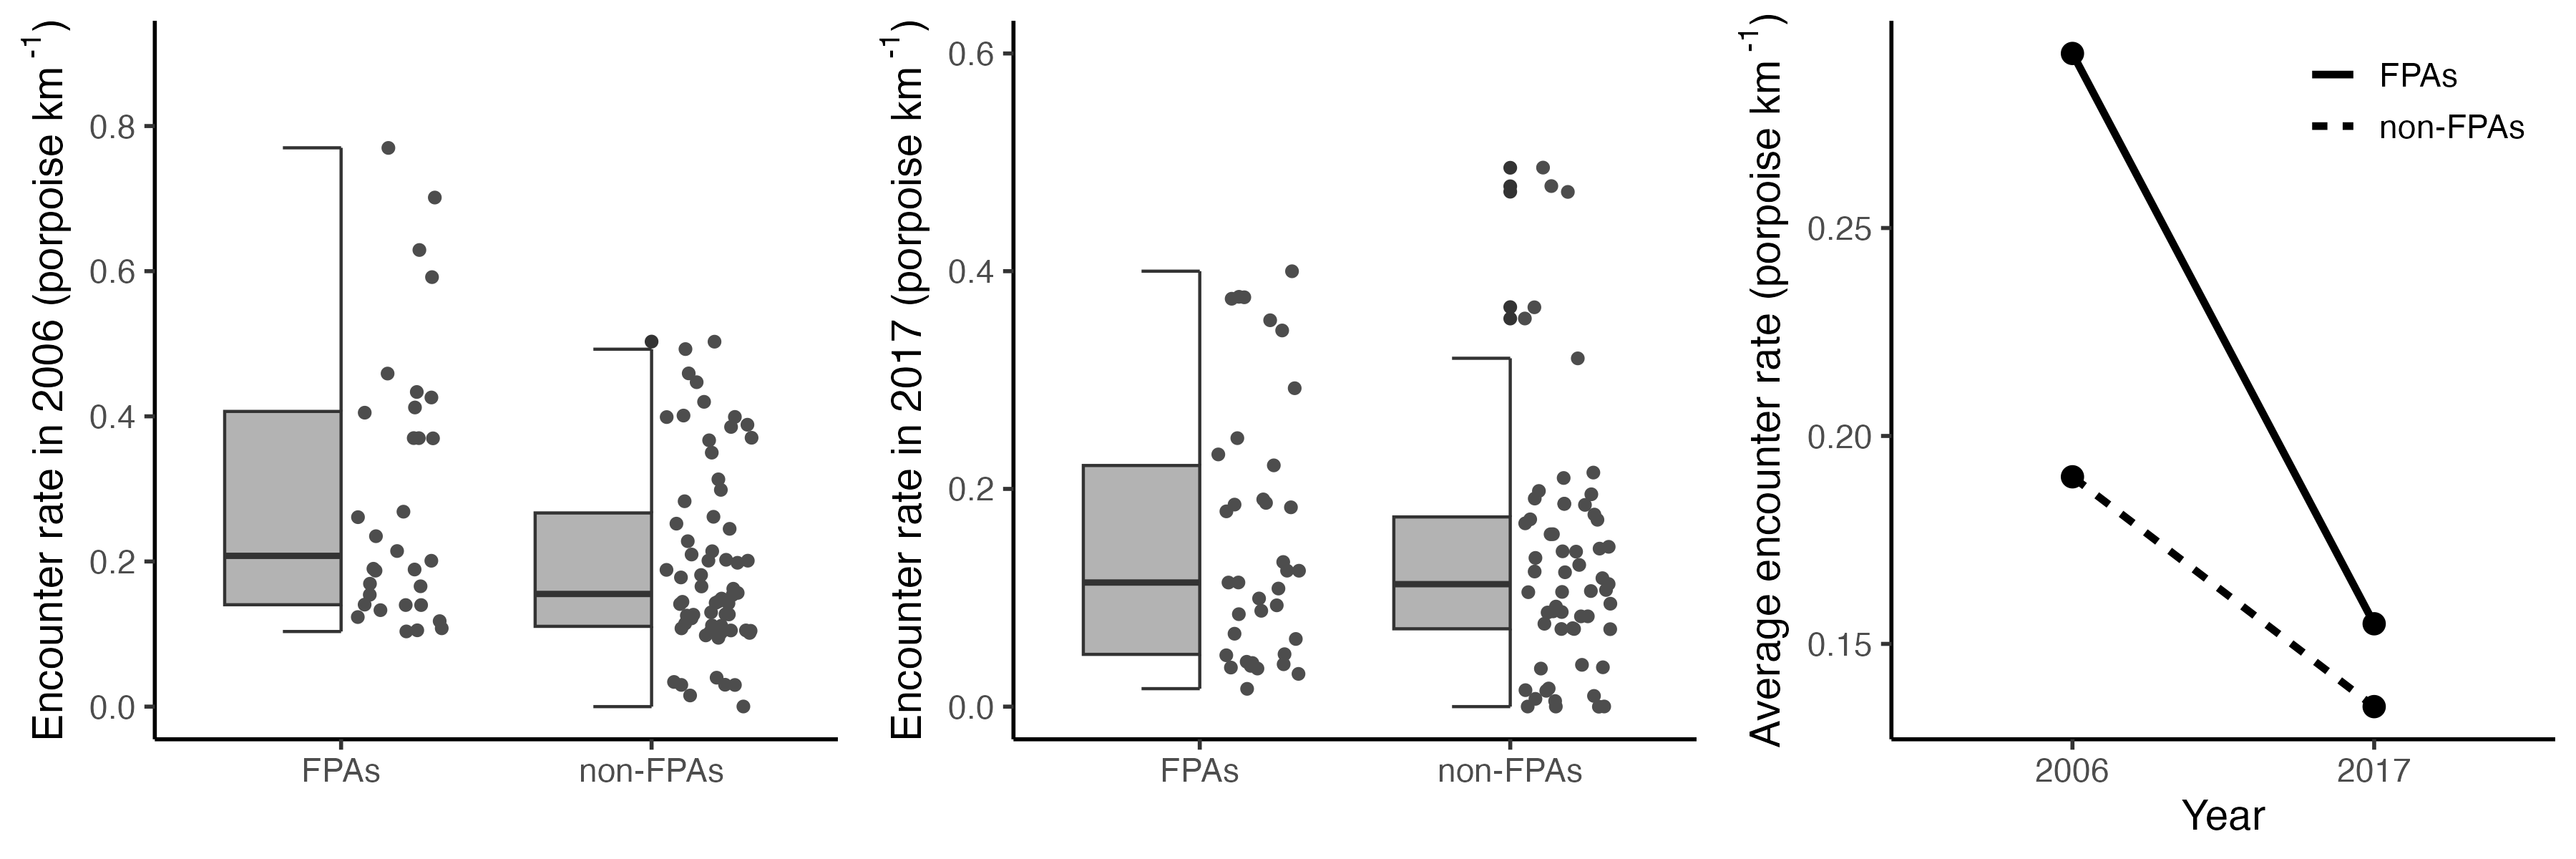 Encounter rate in 2006 (porpoise km⁻¹)
0.8
0.6
0.4
0.2
0.0
FPAs non-FPAs
Encounter rate in 2017 (porpoise km⁻¹)
0.6
0.4
0.2
0.0
FPAs non-FPAs
Average encounter rate (porpoise km⁻¹)
0.25
0.20
0.15
FPAs
non-FPAs
2006 2017
Year